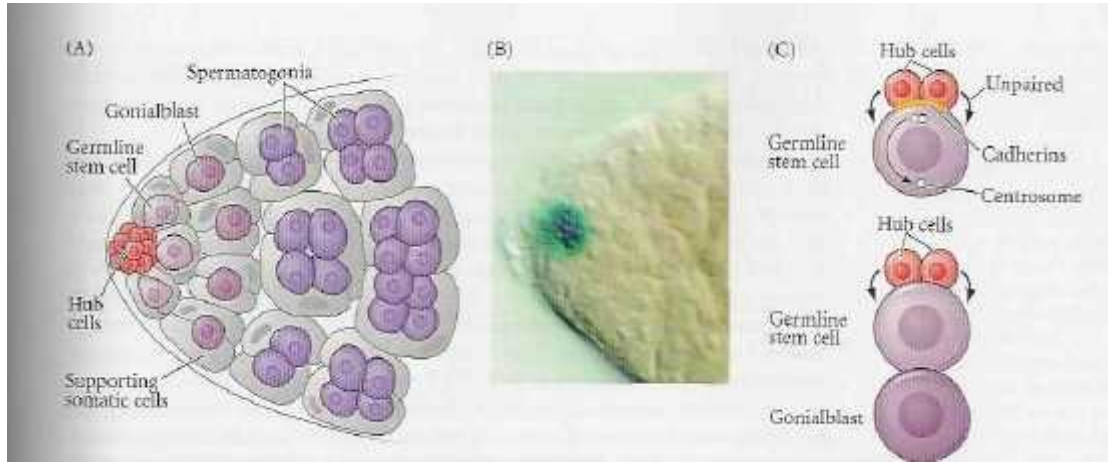 (A)
Spermatogonia
Gonialblast
Germline
stem cell
Hub
cells
Supporting
somatic cells
(B)
(C)
Hub cells
Unpaired
Germline
stem cell
Cadherins
Centrosome
Hub cells
Germline
stem cell
Gonialblast